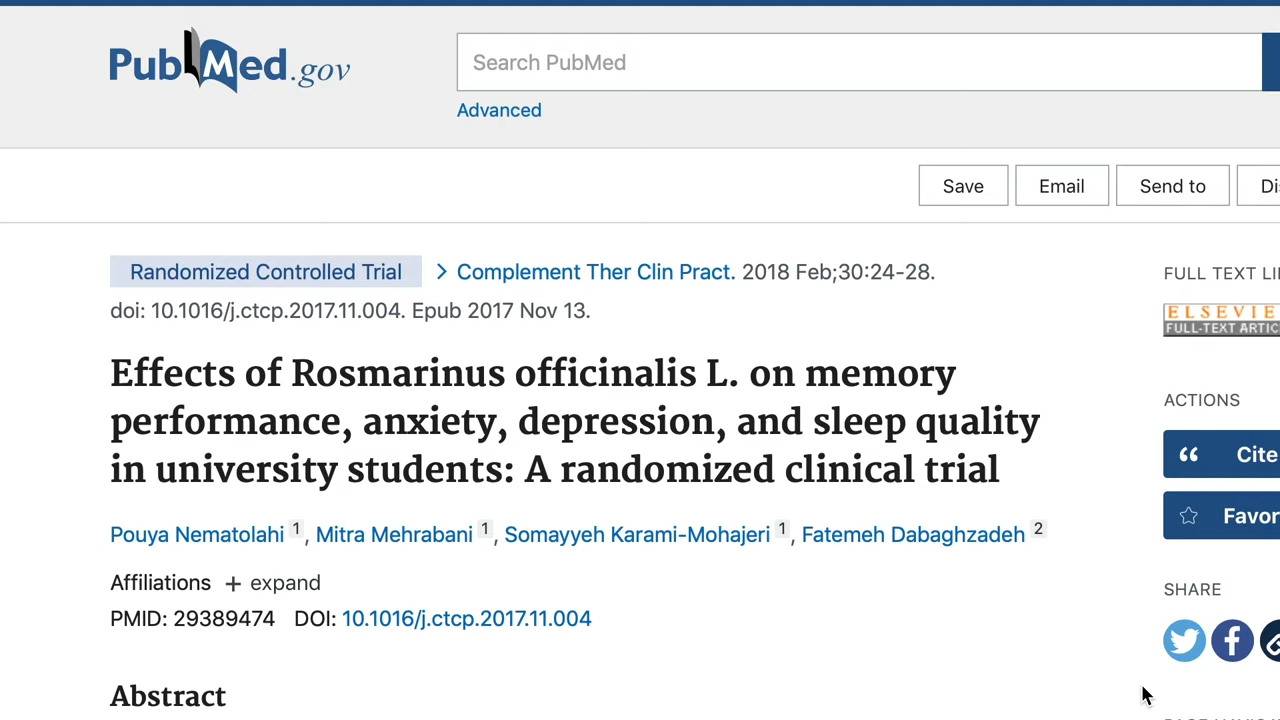 PubMed.gov
Search PubMed
Advanced
Save
Email
Send to
Randomized Controlled Trial
Complement Ther Clin Pract. 2018 Feb;30:24-28.
doi: 10.1016/j.ctcp.2017.11.004. Epub 2017 Nov 13.
Effects of Rosmarinus officinalis L. on memory
performance, anxiety, depression, and sleep quality
in university students: A randomized clinical trial
Pouya Nematolahi 1, Mitra Mehrabani 1, Somayyeh Karami-Mohajeri 1, Fatemeh Dabaghzadeh 2
Affiliations + expand
PMID: 29389474 DOI: 10.1016/j.ctcp.2017.11.004
Abstract
FULL TEXT
ELSEVIE
FULL-TEXT ARTIC
ACTIONS
Cite
Favor
SHARE